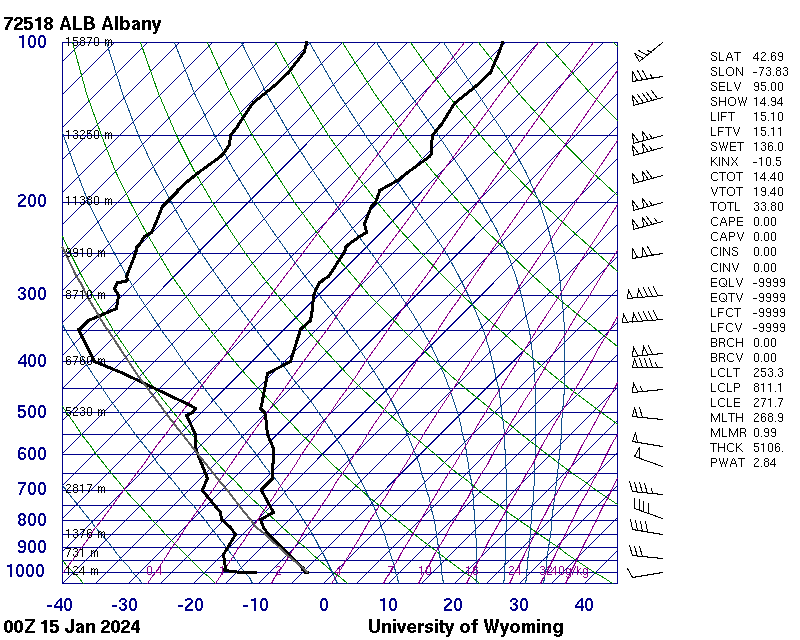 72518 ALB Albany
100 15870 m
13260 m
200 11380 m
9910 m
300 8710 m
400 6760 m
500 5230 m
600
700 2817 m
800
1376 m
900
731 m
1000 124 m 0.4 1 2 4 7 10 16 24 32 40g/kg
-40 -30 -20 -10 0 10 20 30 40
00Z 15 Jan 2024 University of Wyoming
SLAT 42.69
SLON -73.83
SELV 95.00
SHOW 14.94
LIFT 15.10
LFTV 15.11
SWET 136.0
KINX -10.5
CTOT 14.40
VTOT 19.40
TOTL 33.80
CAPE 0.00
CAPV 0.00
CINS 0.00
CINV 0.00
EQLV -9999
EQTV -9999
LFCT -9999
LFCV -9999
BRCH 0.00
BRCV 0.00
LCLT 253.3
LCLP 811.1
LCLE 271.7
MLTH 268.9
MLMR 0.99
THCK 5106.
PWAT 2.84